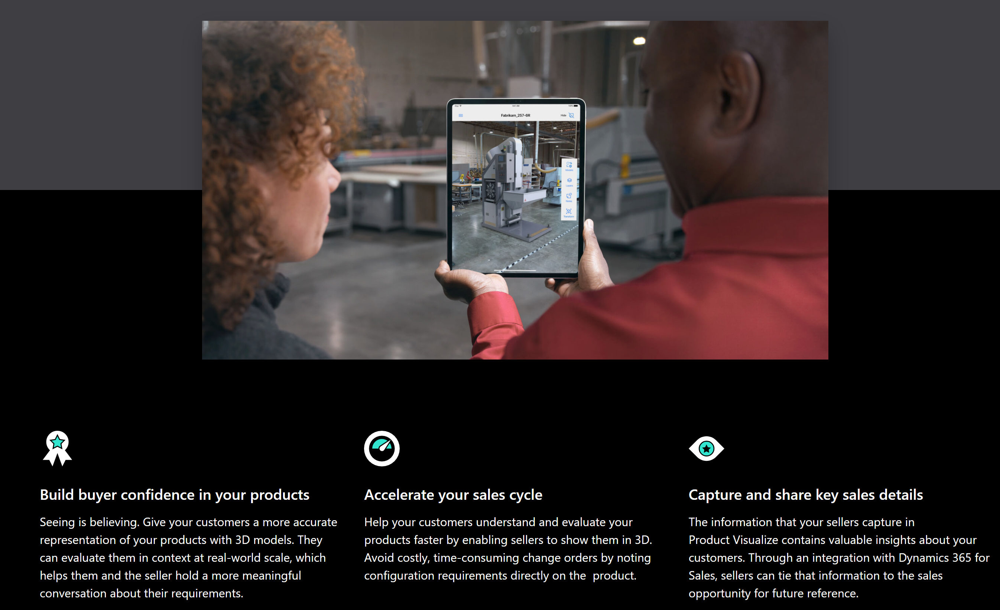 iPad
9:41 AM
100%
Fabrikam_257-6R
Hide
Models
Layers
Notes
Transform
Build buyer confidence in your products
Seeing is believing. Give your customers a more accurate
representation of your products with 3D models. They
can evaluate them in context at real-world scale, which
helps them and the seller hold a more meaningful
conversation about their requirements.
Accelerate your sales cycle
Help your customers understand and evaluate your
products faster by enabling sellers to show them in 3D.
Avoid costly, time-consuming change orders by noting
configuration requirements directly on the  product.
Capture and share key sales details
The information that your sellers capture in
Product Visualize contains valuable insights about your
customers. Through an integration with Dynamics 365 for
Sales, sellers can tie that information to the sales
opportunity for future reference.